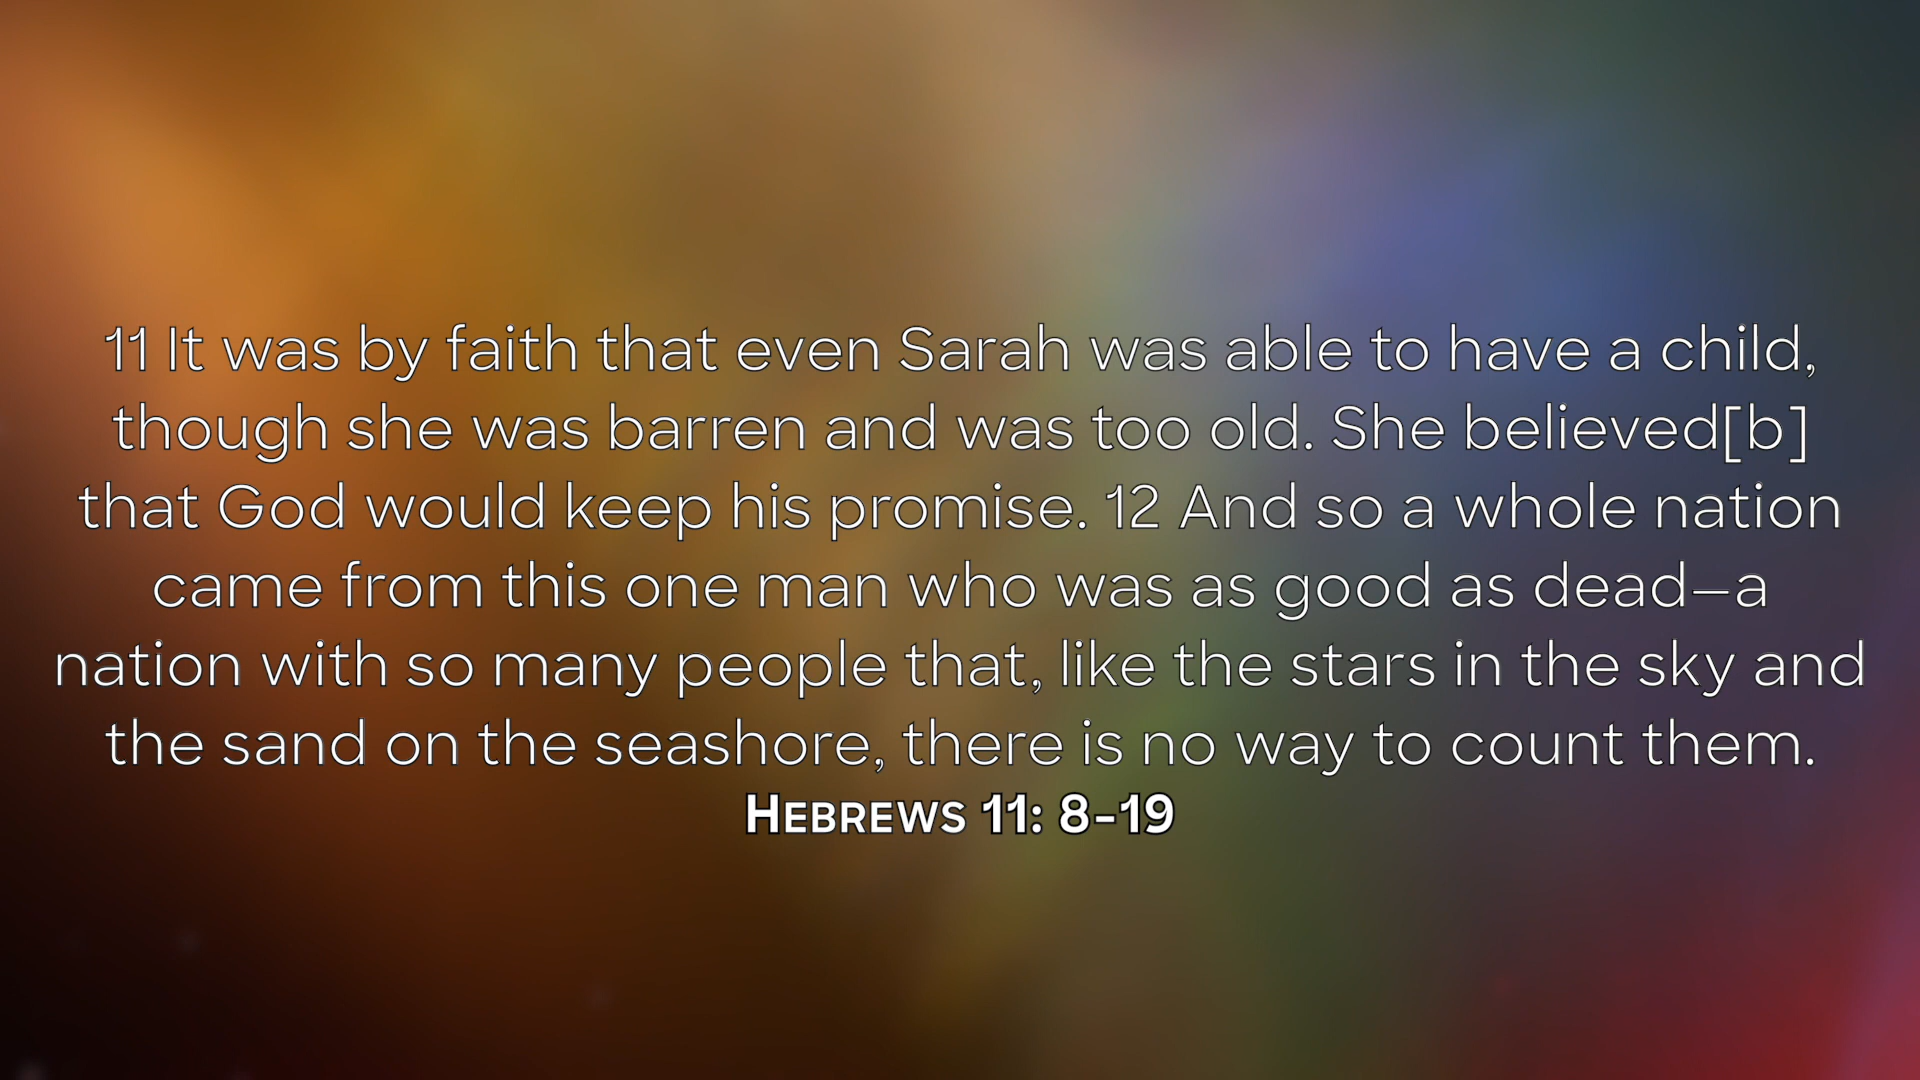 11 It was by faith that even Sarah was able to have a child,
though she was barren and was too old. She believed[b]
that God would keep his promise. 12 And so a whole nation
came from this one man who was as good as dead—a
nation with so many people that, like the stars in the sky and
the sand on the seashore, there is no way to count them.
Hebrews 11: 8–19